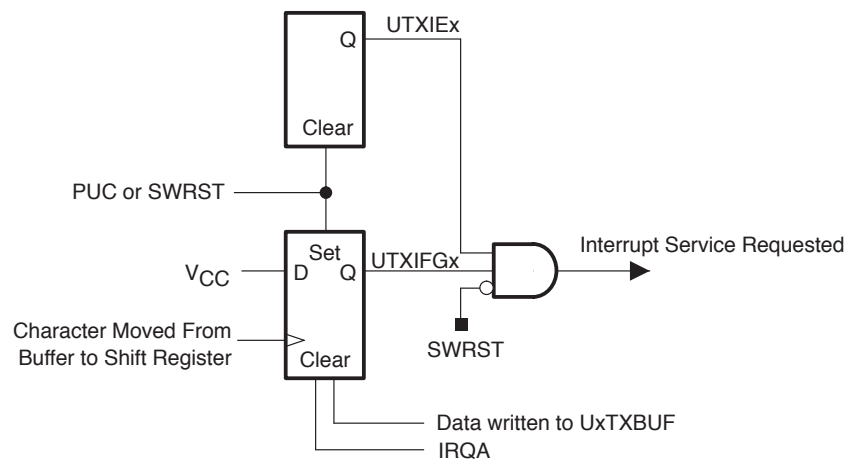 UTXIEx
Q
Clear
PUC or SWRST
Set
VCC
D
Q
UTXIFGx
Interrupt Service Requested
Character Moved From
Buffer to Shift Register
Clear
SWRST
Data written to UxTXBUF
IRQA